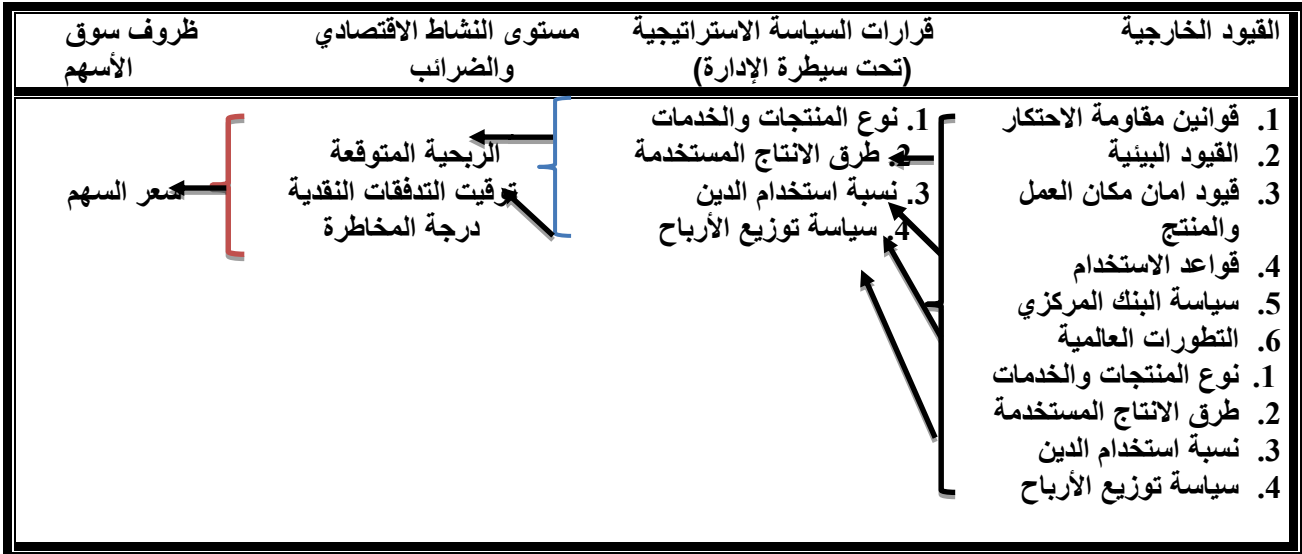 القيود الخارجية
قرارات السياسة الاستراتيجية
(تحت سيطرة الإدارة)
مستوى النشاط الاقتصادي
والضرائب
ظروف سوق
الأسهم
1. قوانين مقاومة الاحتكار
2. القيود البيئية
3. قيود امان مكان العمل
والمنتج
4. قواعد الاستخدام
5. سياسة البنك المركزي
6. التطورات العالمية
1. نوع المنتجات والخدمات
2. طرق الانتاج المستخدمة
3. نسبة استخدام الدين
4. سياسة توزيع الأرباح
1. نوع المنتجات والخدمات
2. طرق الانتاج المستخدمة
3. نسبة استخدام الدين
4. سياسة توزيع الأرباح
الربحية المتوقعة
توقيت التدفقات النقدية
درجة المخاطرة
سعر السهم